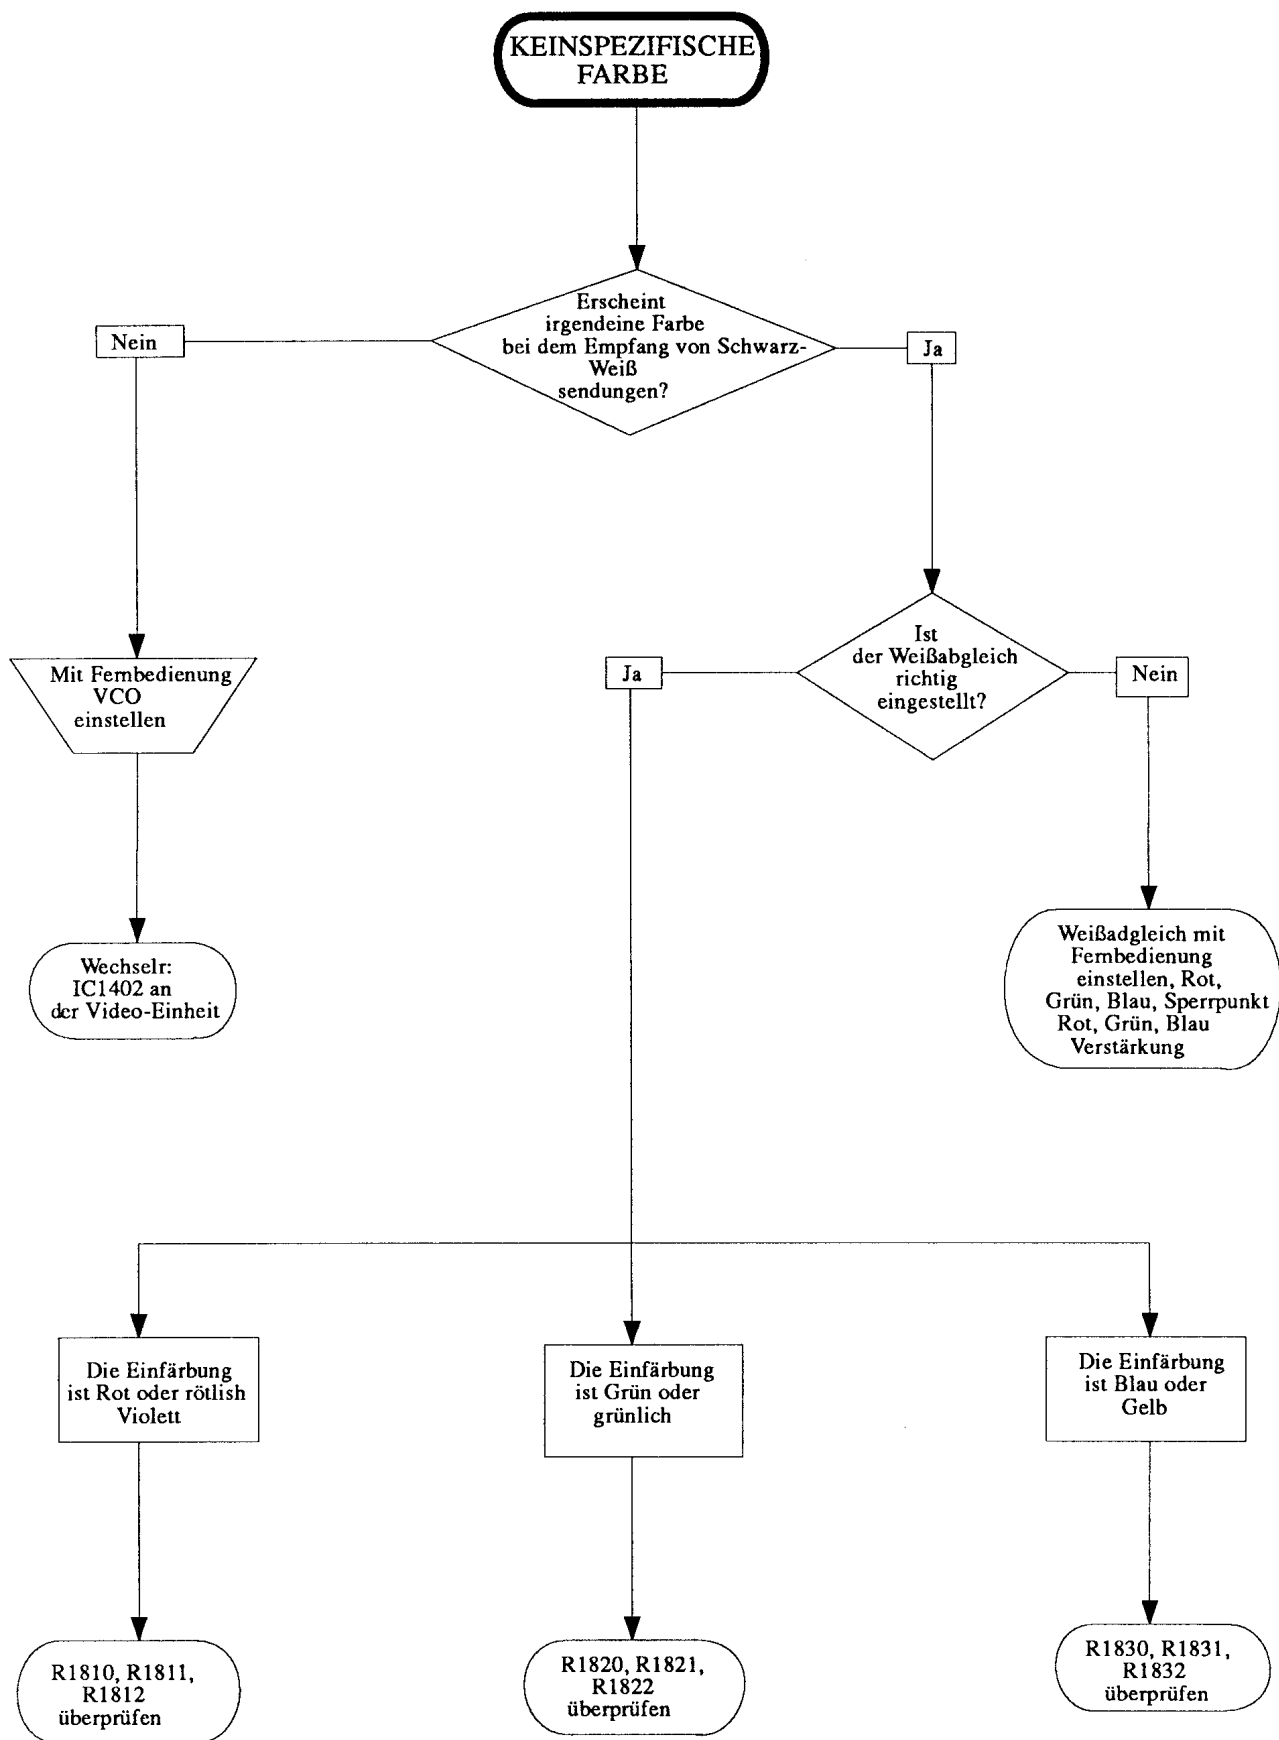 KEINSPEZIFISCHE
FARBE
Erscheint
irgendeine Farbe
bei dem Empfang von Schwarz-
Weiß
sendungen?
Nein
Ja
Ist
der Weißabgleich
richtig
eingestellt?
Ja
Nein
Mit Fernbedienung
VCO
einstellen
Wechselr:
IC1402 an
der Video-Einheit
Weißadgleich mit
Fernbedienung
einstellen, Rot,
Grün, Blau, Sperrpunkt
Rot, Grün, Blau
Verstärkung
Die Einfärbung
ist Rot oder rötlish
Violett
Die Einfärbung
ist Grün oder
grünlich
Die Einfärbung
ist Blau oder
Gelb
R1810, R1811,
R1812
überprüfen
R1820, R1821,
R1822
überprüfen
R1830, R1831,
R1832
überprüfen